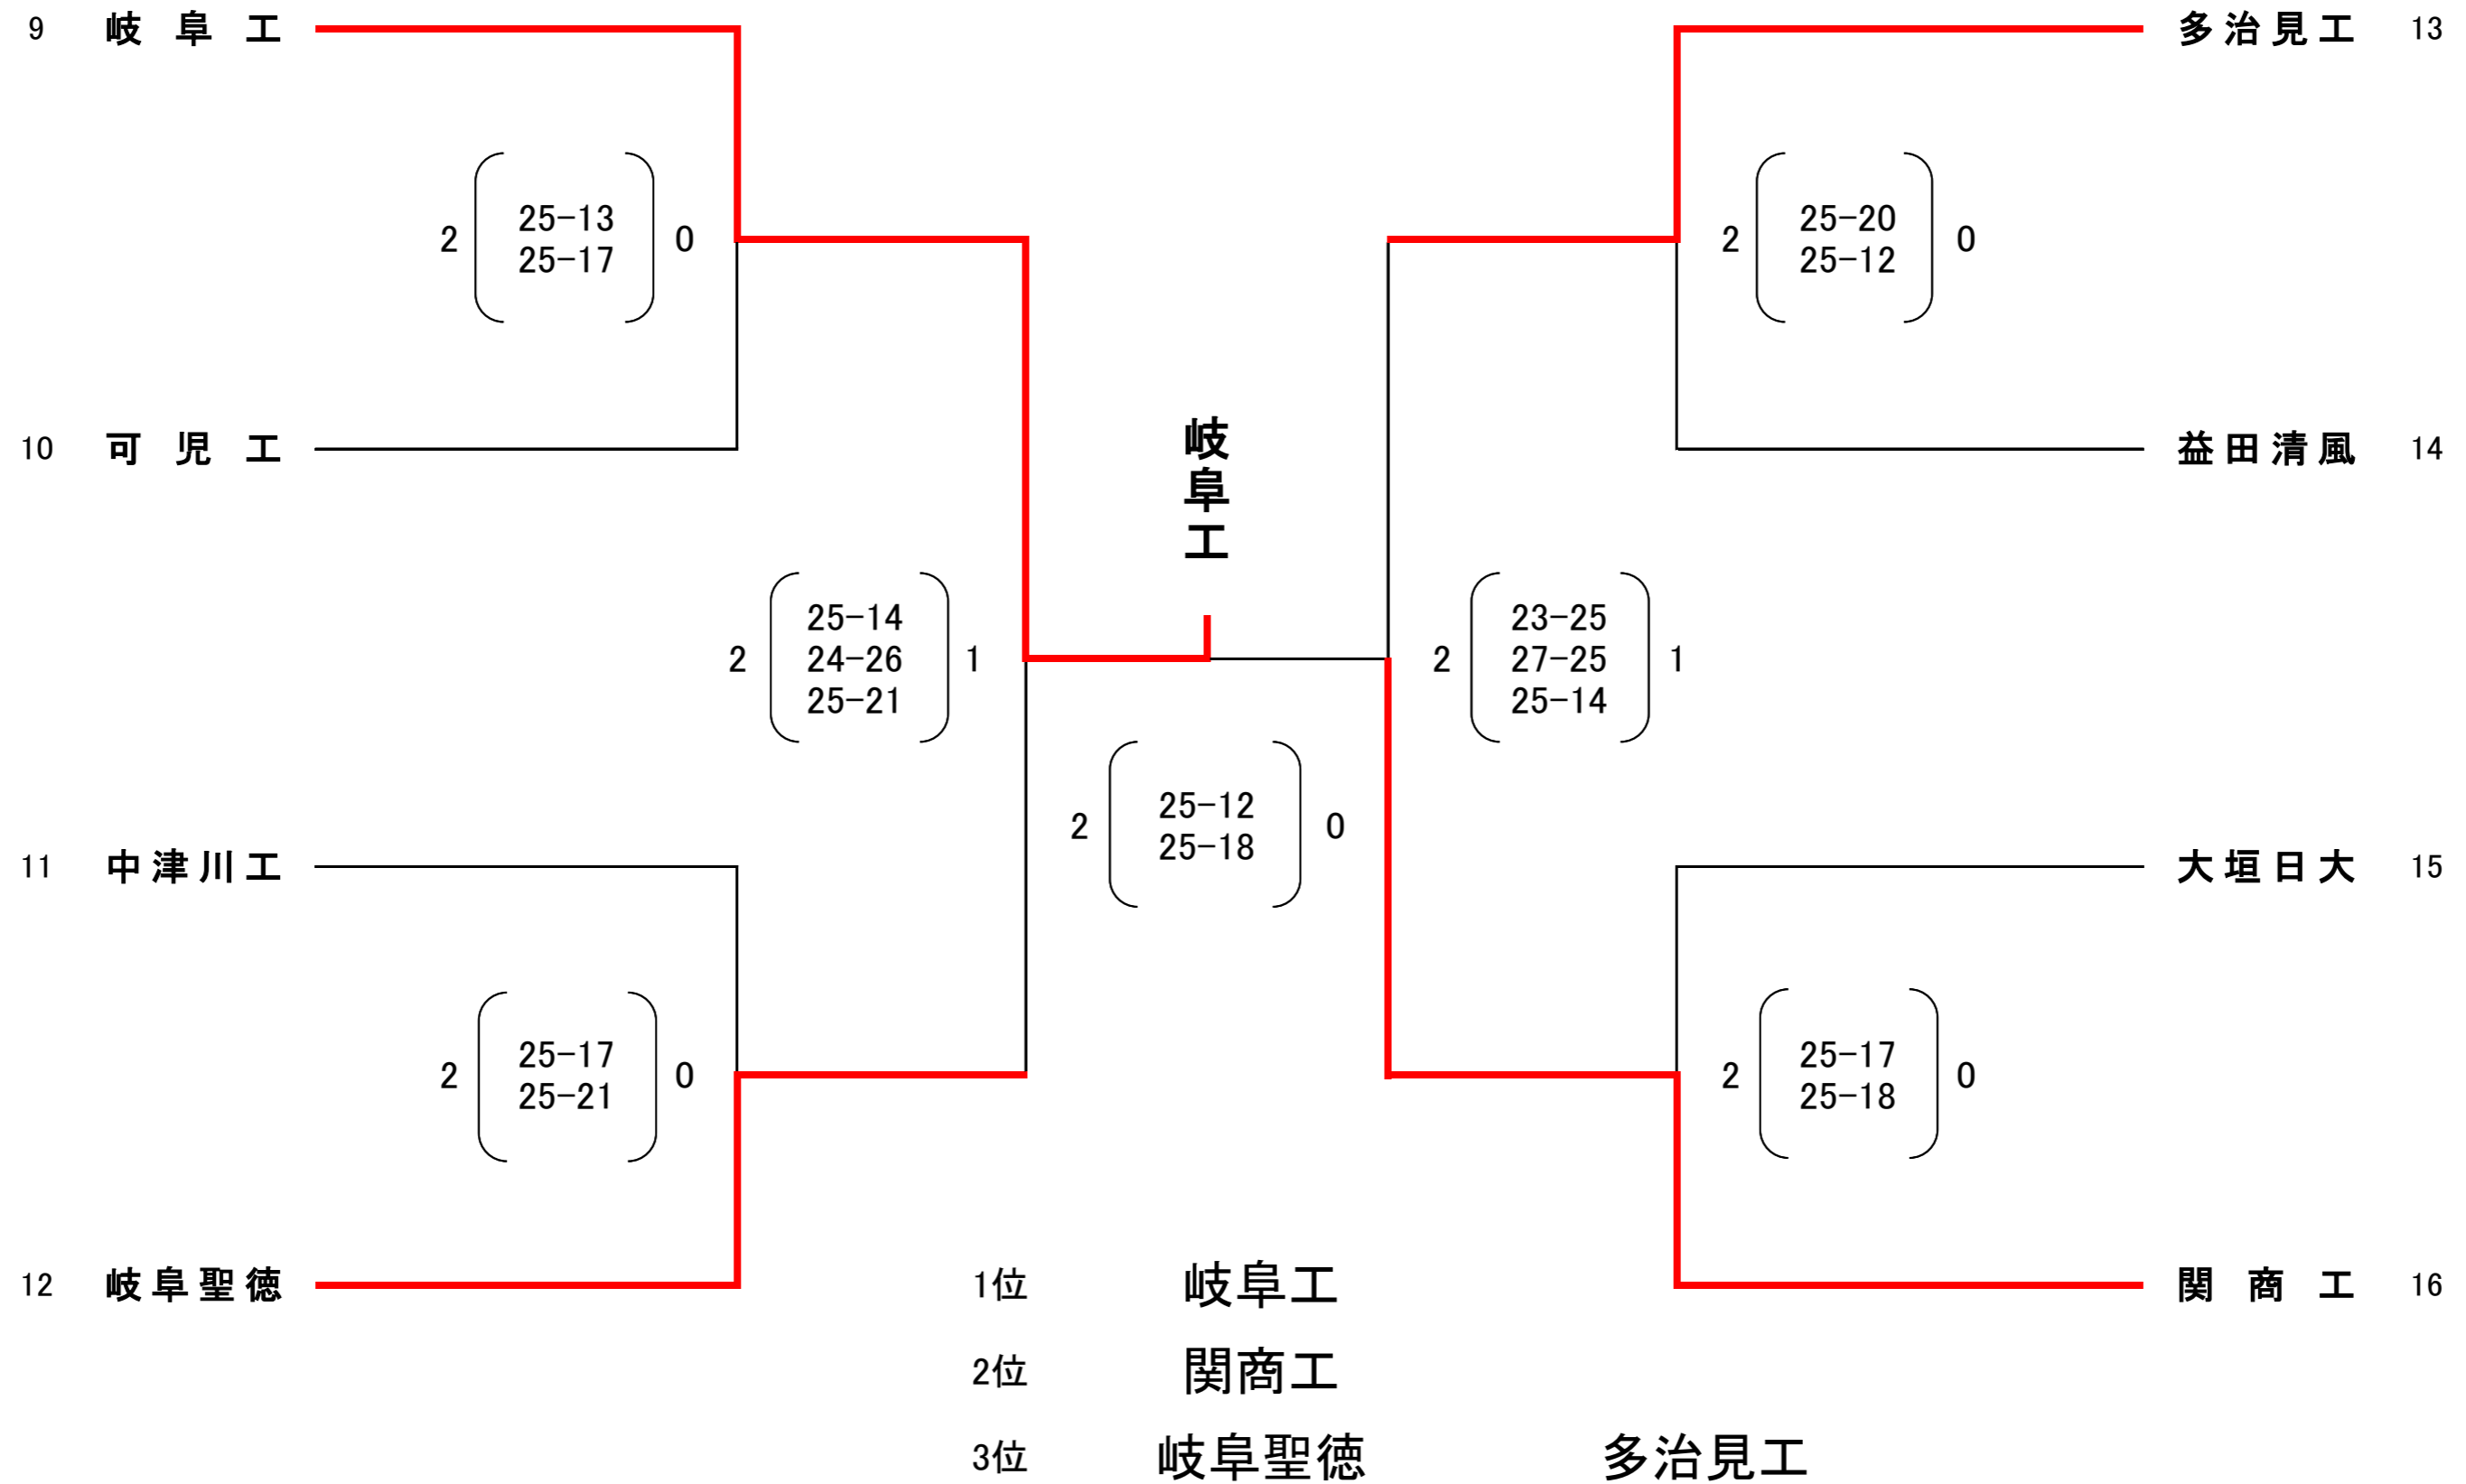 9 岐阜工 多治見工 13
2 25-13 0 2 25-20 0
25-17 25-12
10 可児工 益田清風 14
岐阜工
25-14 23-25
2 24-26 1 2 27-25 1
25-21 25-14
2 25-12 0
25-18
11 中津川工 大垣日大 15
2 25-17 0 2 25-17 0
25-21 25-18
12 岐阜聖徳 関商工 16
1位 岐阜工
2位 関商工
3位 岐阜聖徳 多治見工